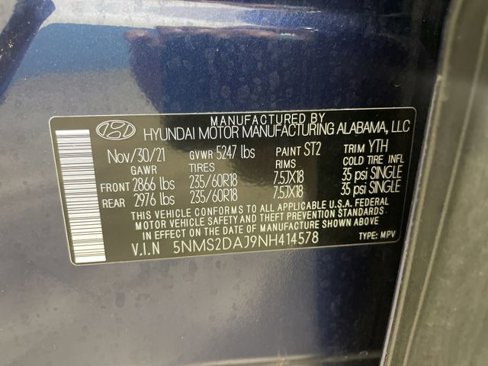 MANUFACTURED BY
HYUNDAI MOTOR MANUFACTURING ALABAMA, LLC
Nov/30/21 GVWR 5247 lbs PAINT ST2 TRIM YTH
GAWR TIRES RIMS COLD TIRE INFL
FRONT 2866 lbs 235/60R18 7.5JX18 35 psi SINGLE
REAR 2976 lbs 235/60R18 7.5JX18 35 psi SINGLE
THIS VEHICLE CONFORMS TO ALL APPLICABLE U.S.A. FEDERAL
MOTOR VEHICLE SAFETY AND THEFT PREVENTION STANDARDS
IN EFFECT ON THE DATE OF MANUFACTURE SHOWN ABOVE.
V.I.N 5NMS2DAJ9NH414578 TYPE: MPV